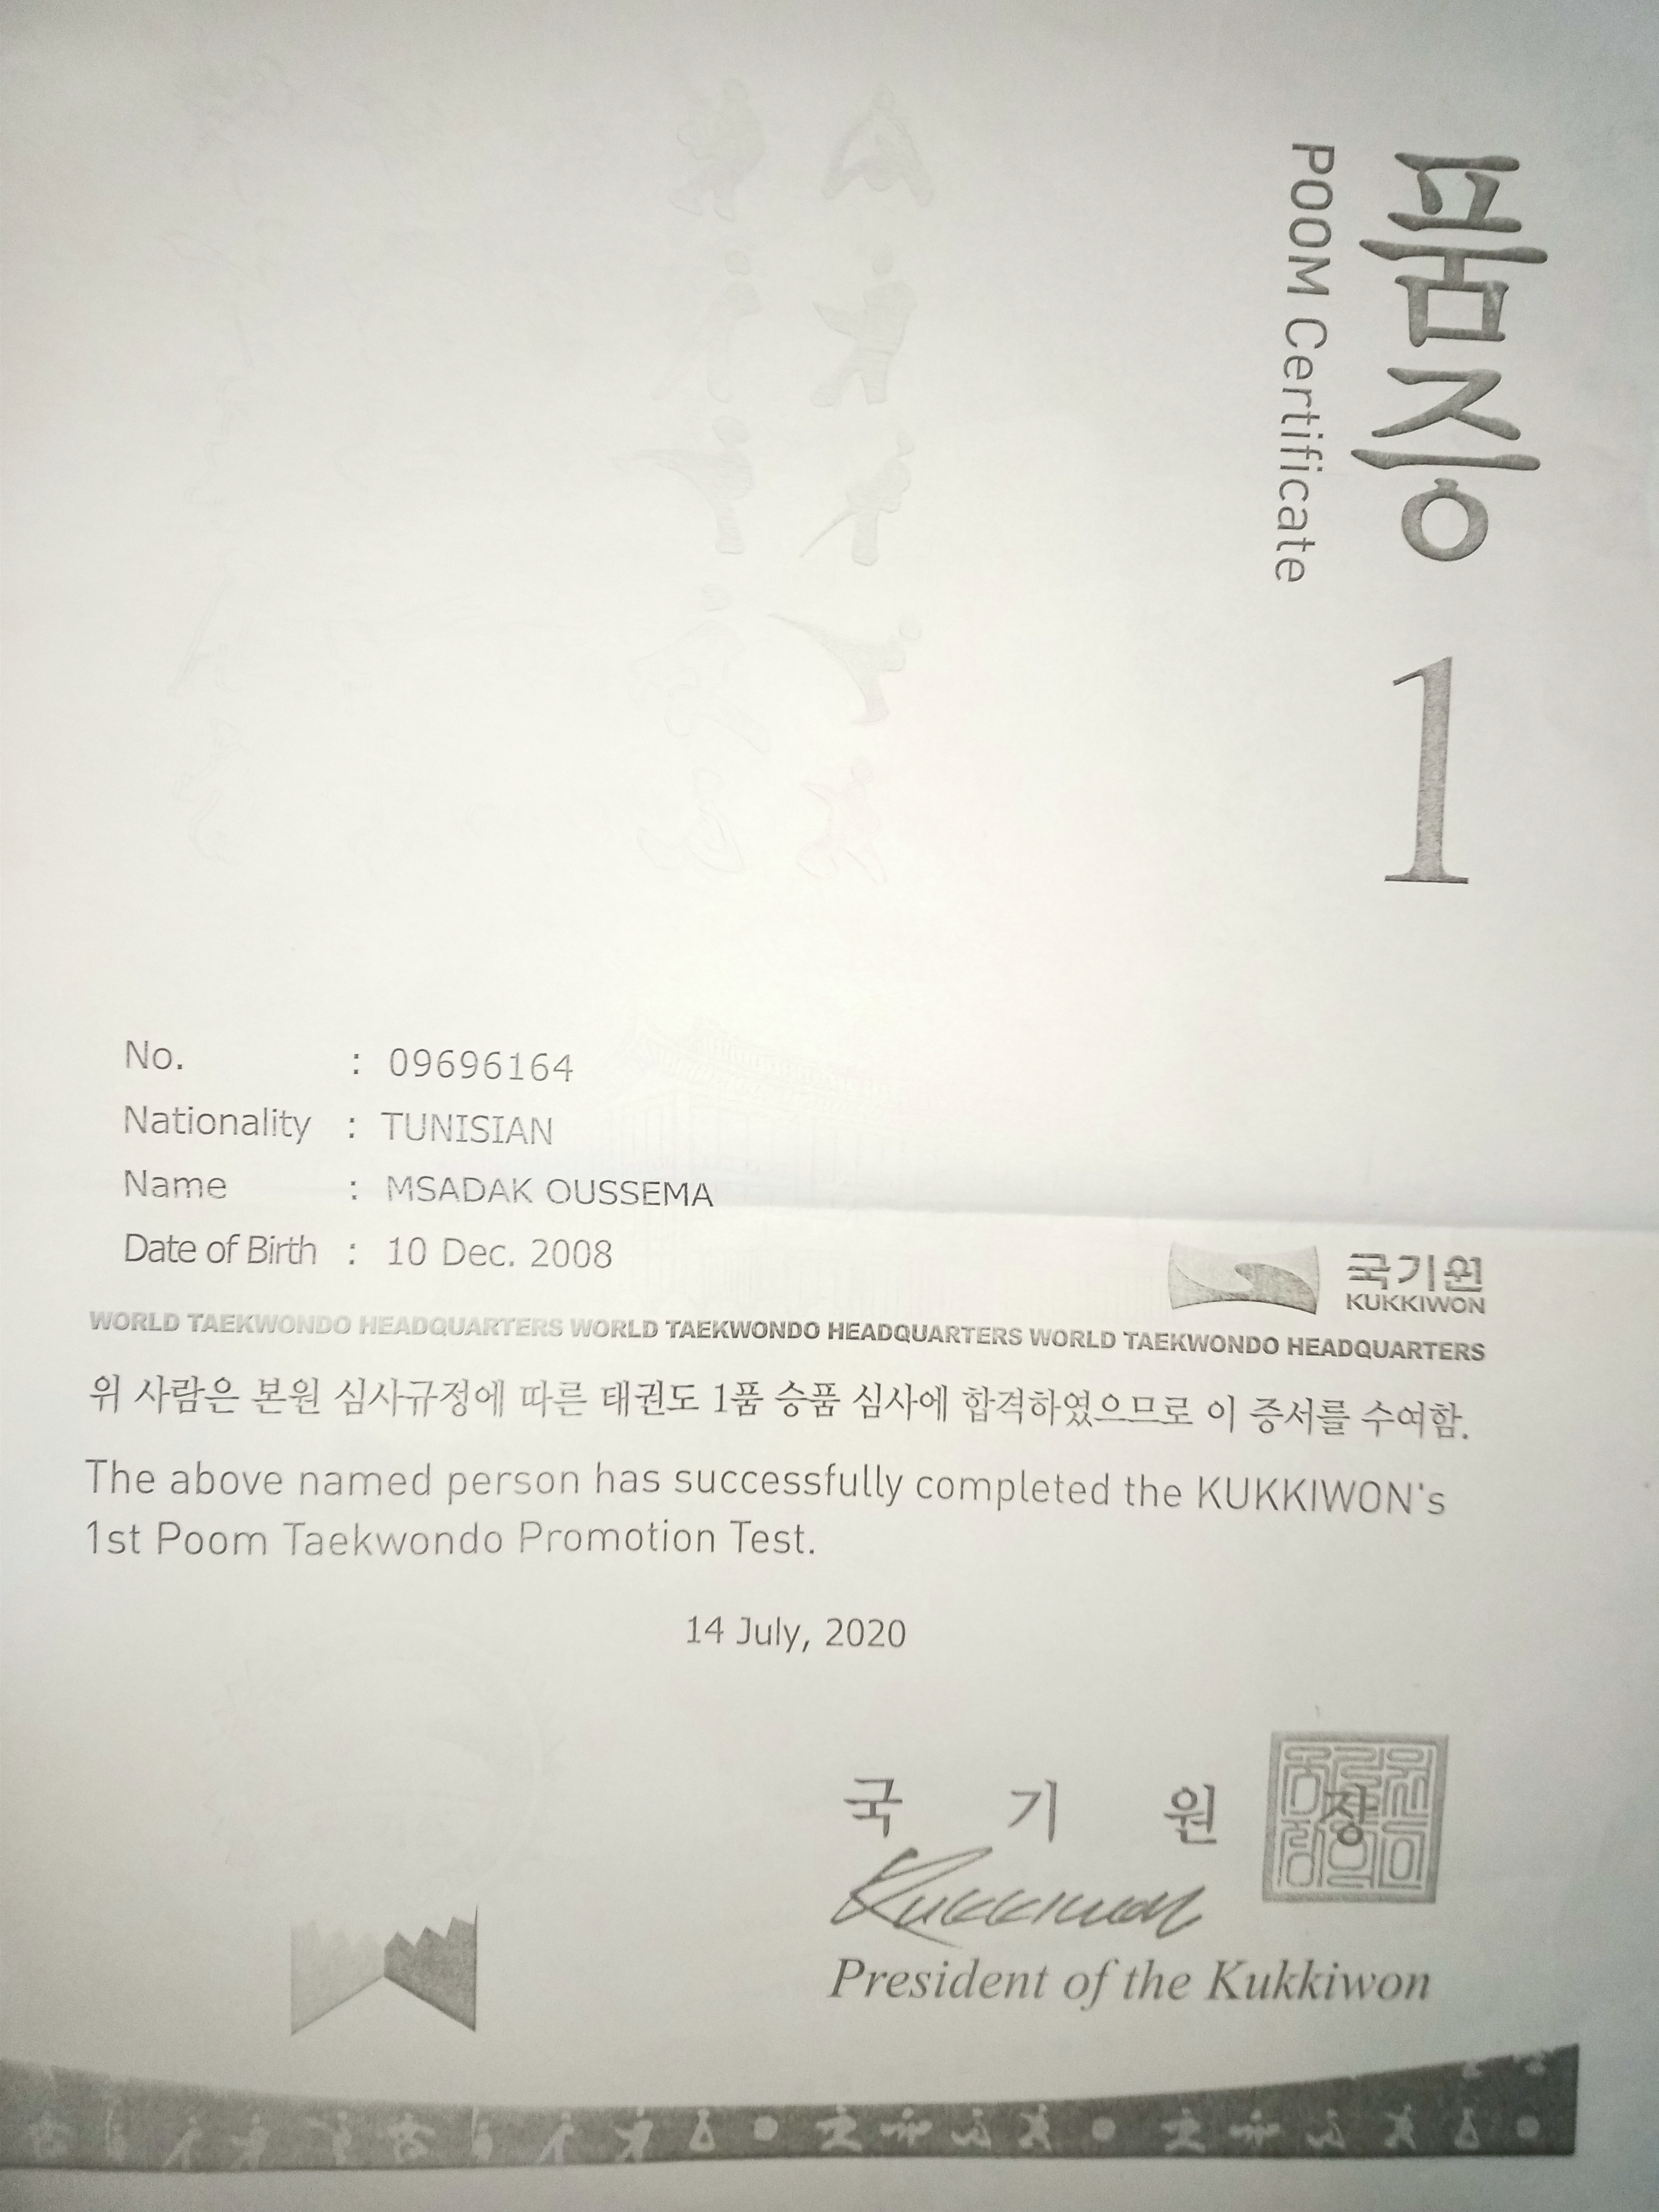 품증 1
POOM Certificate
No. : 09696164
Nationality : TUNISIAN
Name : MSADAK OUSSEMA
Date of Birth : 10 Dec. 2008
국기원
KUKKIWON
WORLD TAEKWONDO HEADQUARTERS WORLD TAEKWONDO HEADQUARTERS WORLD TAEKWONDO HEADQUARTERS
위 사람은 본원 심사규정에 따른 태권도 1품 승품 심사에 합격하였으므로 이 증서를 수여함.
The above named person has successfully completed the KUKKIWON's
1st Poom Taekwondo Promotion Test.
14 July, 2020
국 기 원 장
Kukkiwon
President of the Kukkiwon